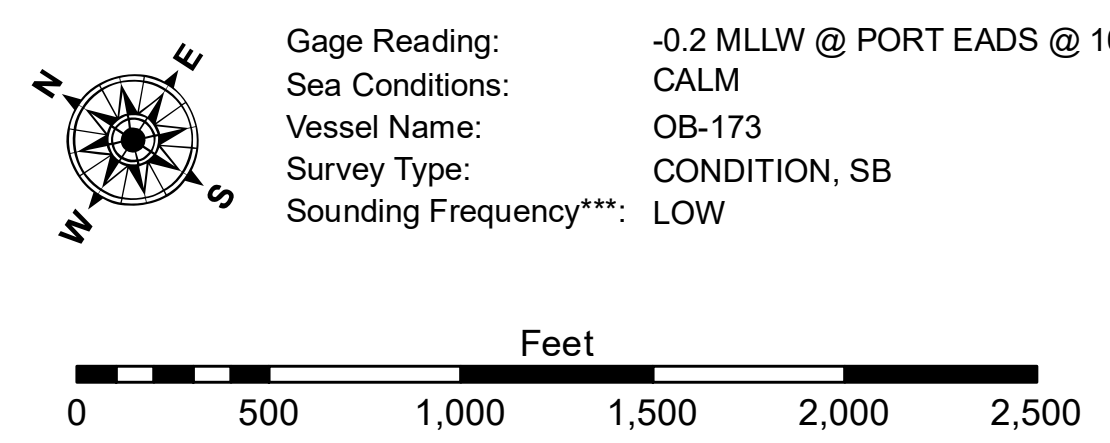 N
E
S
W
Gage Reading: -0.2 MLLW @ PORT EADS @
Sea Conditions: CALM
Vessel Name: OB-173
Survey Type: CONDITION, SB
Sounding Frequency***: LOW
Feet
0 500 1,000 1,500 2,000 2,500